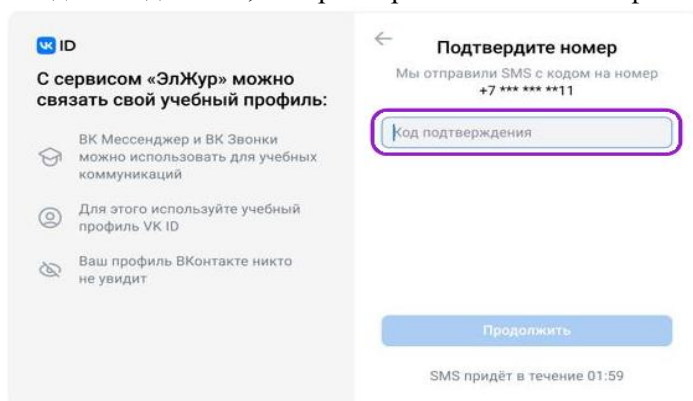 VK ID
С сервисом «ЭлЖур» можно
связать свой учебный профиль:
ВК Мессенджер и ВК Звонки
можно использовать для учебных
коммуникаций
Для этого используйте учебный
профиль VK ID
Ваш профиль ВКонтакте никто
не увидит
Подтвердите номер
Мы отправили SMS с кодом на номер
+7 *** *** **11
Код подтверждения
Продолжить
SMS придёт в течение 01:59